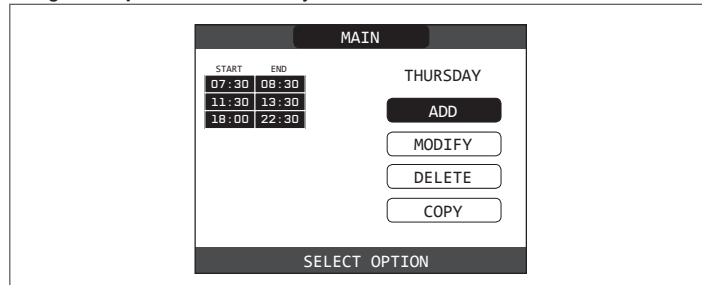 MAIN
START END
THURSDAY
07:30 08:30
11:30 13:30
18:00 22:30
ADD
MODIFY
DELETE
COPY
SELECT OPTION